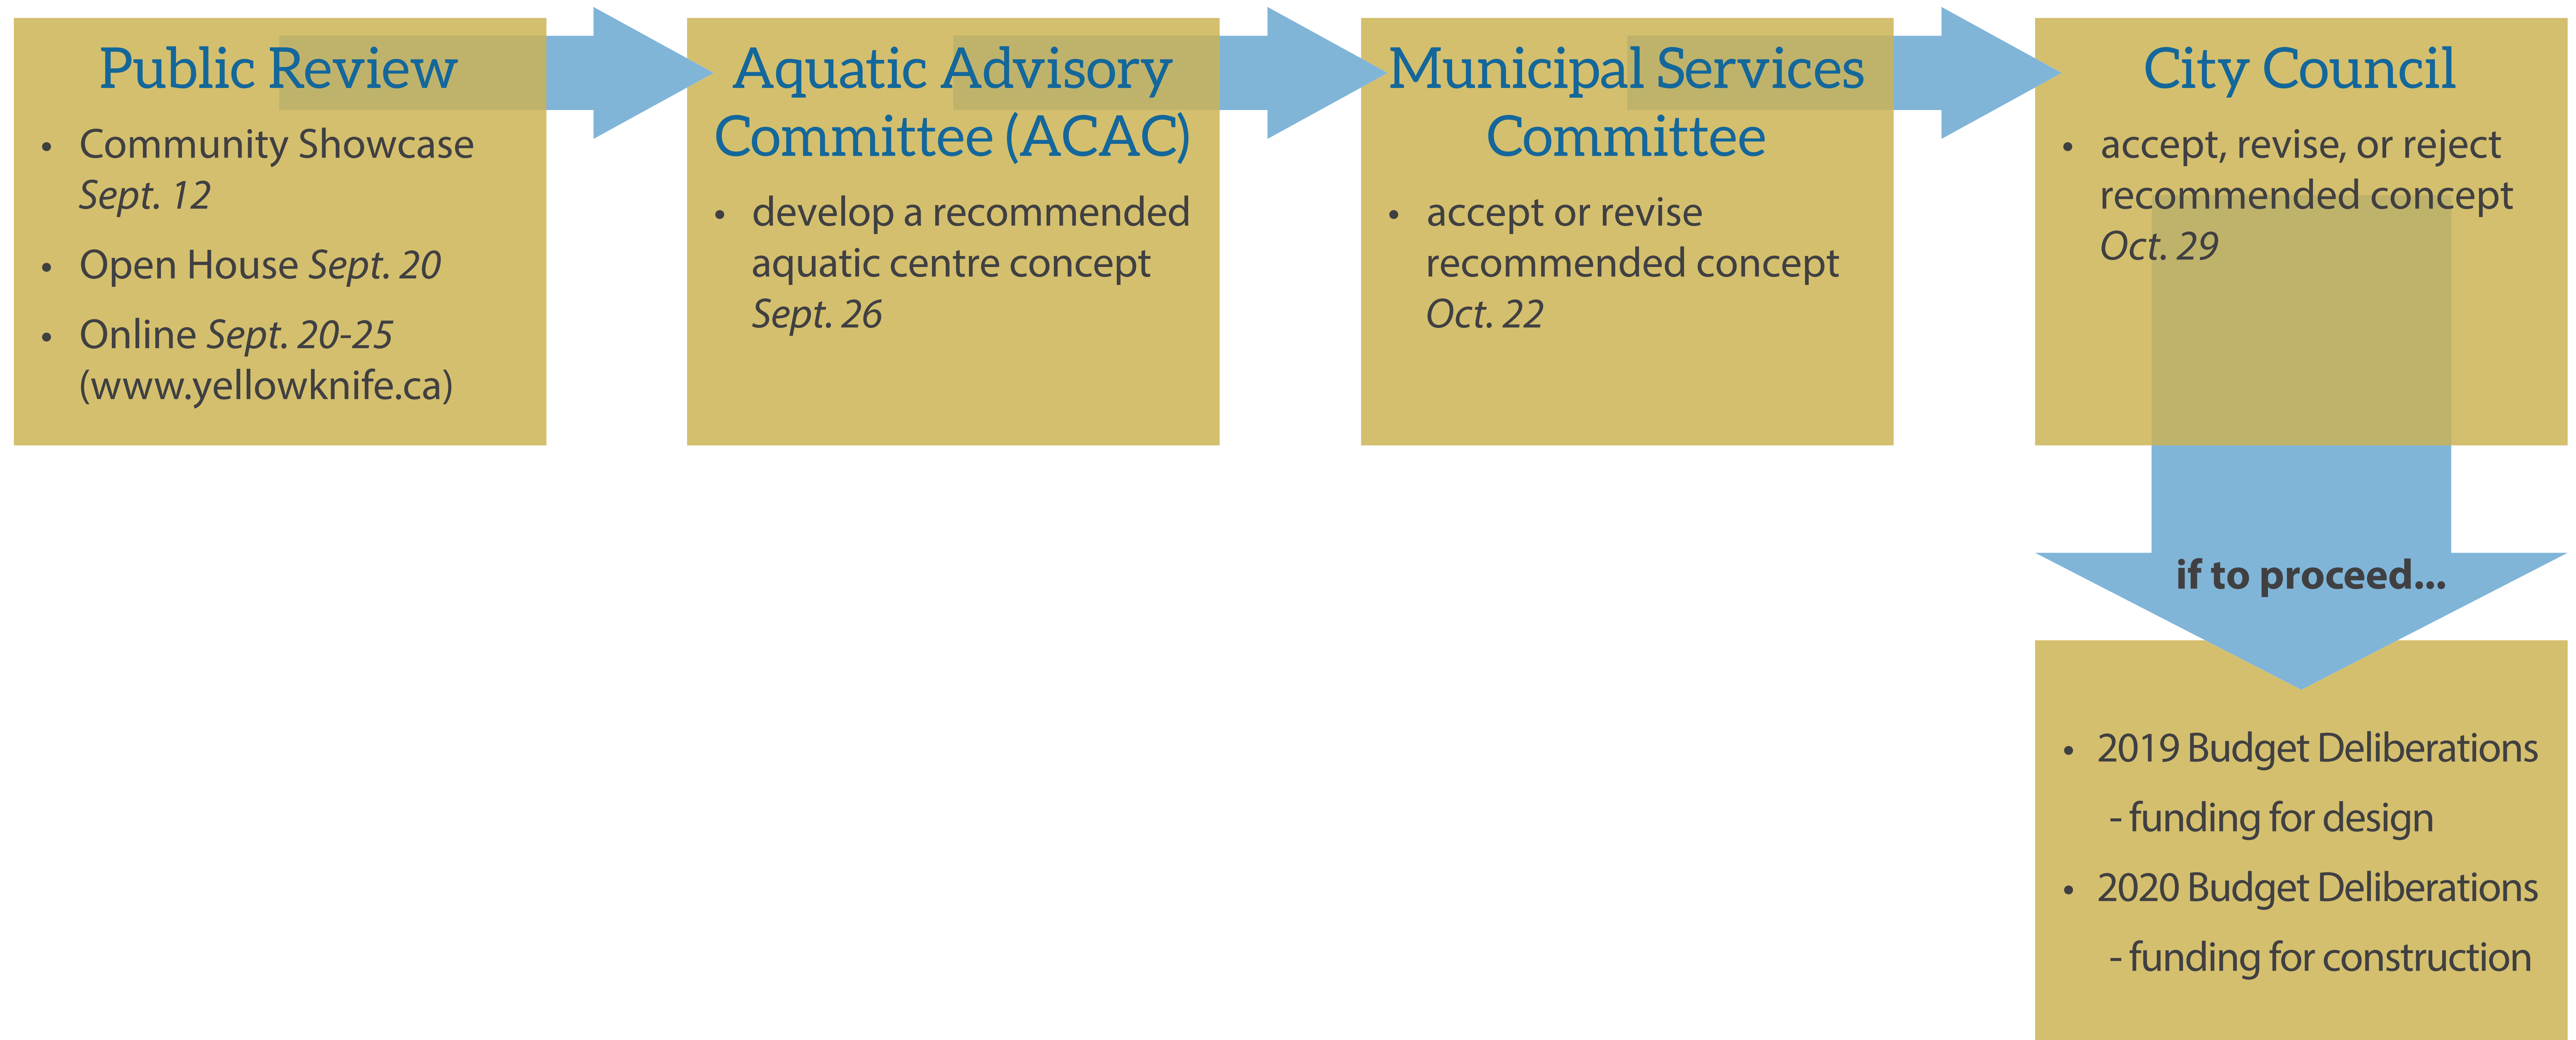 Public Review
• Community Showcase
Sept. 12
• Open House Sept. 20
• Online Sept. 20-25
(www.yellowknife.ca)
Aquatic Advisory
Committee (ACAC)
• develop a recommended
aquatic centre concept
Sept. 26
Municipal Services
Committee
• accept or revise
recommended concept
Oct. 22
City Council
• accept, revise, or reject
recommended concept
Oct. 29
if to proceed...
• 2019 Budget Deliberations
- funding for design
• 2020 Budget Deliberations
- funding for construction